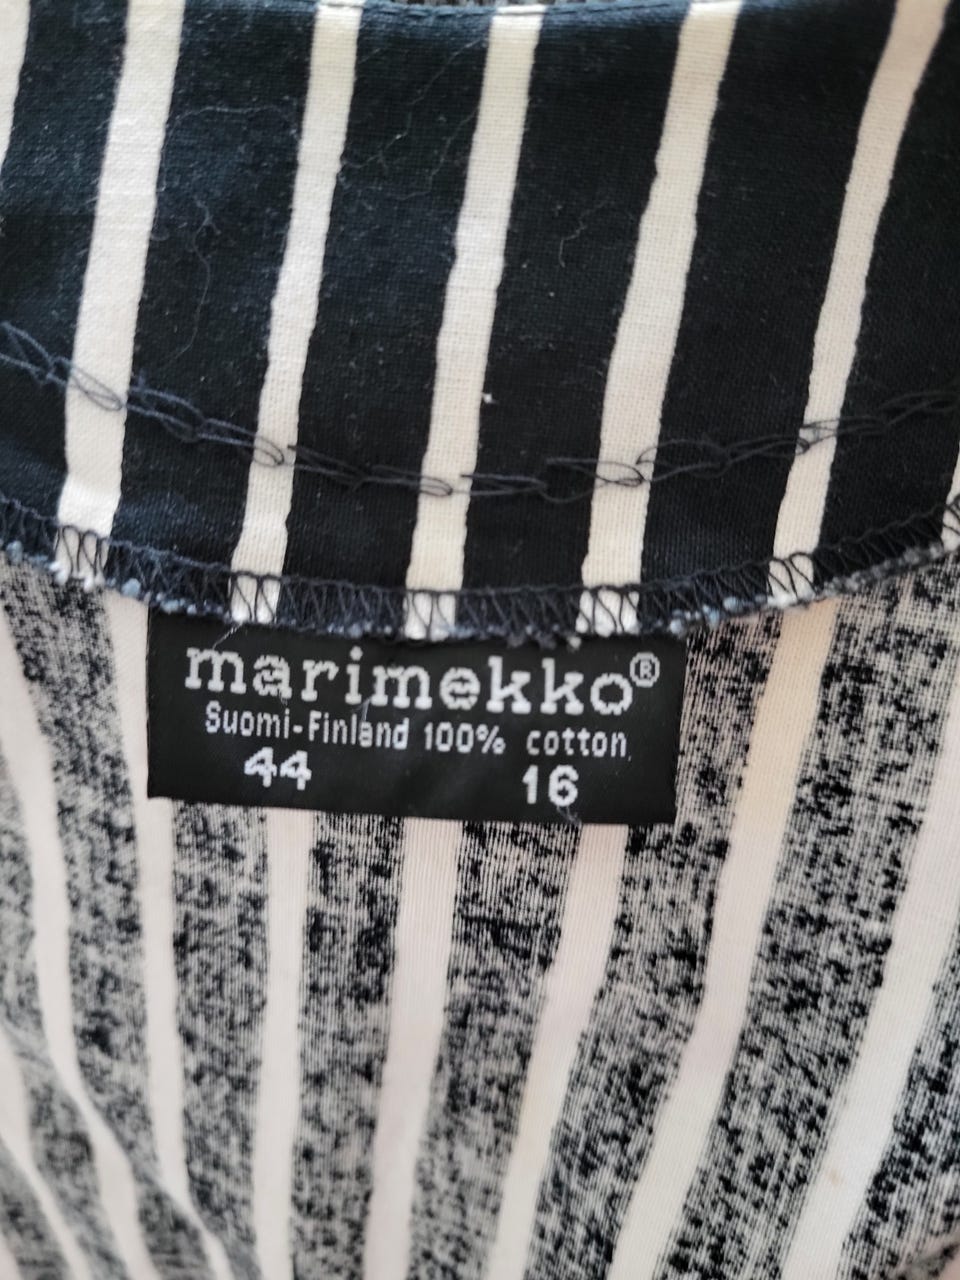 marimekko®
Suomi-Finland 100% cotton
44 16